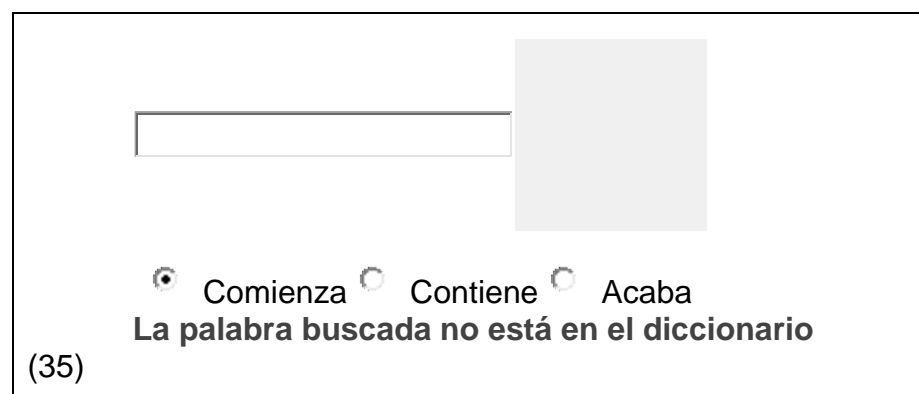 Comienza Contiene Acaba
La palabra buscada no está en el diccionario
(35)